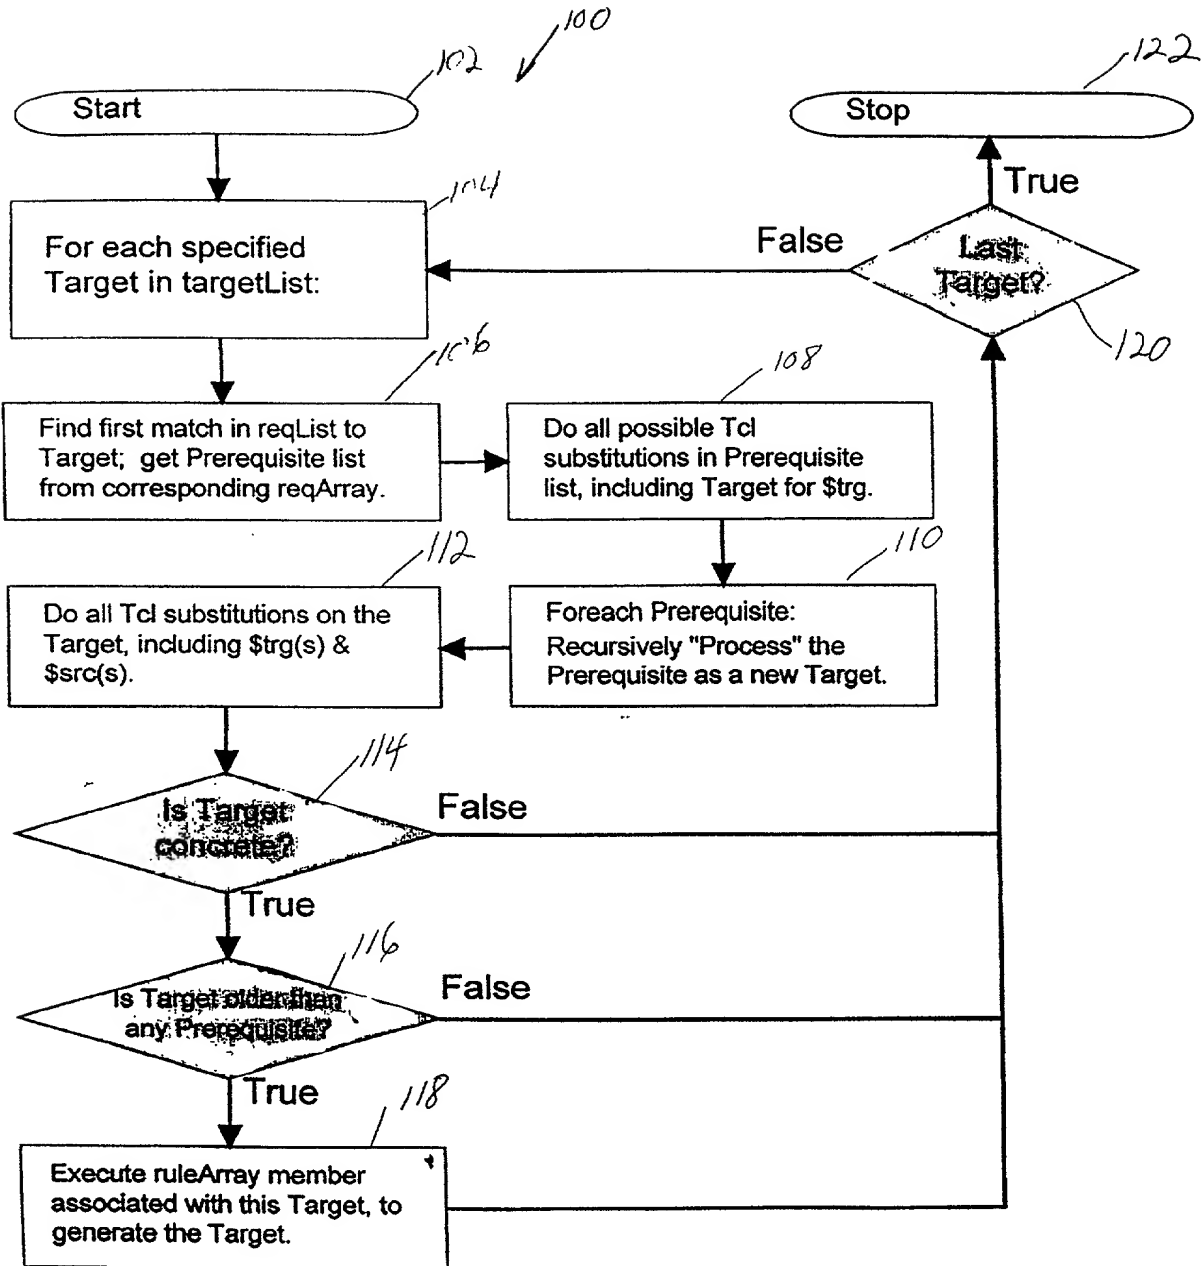 100
102
Start
122
Stop
True
104
For each specified
Target in targetList:
False
Last
Target?
120
106
Find first match in reqList to
Target; get Prerequisite list
from corresponding reqArray.
108
Do all possible Tcl
substitutions in Prerequisite
list, including Target for $trg.
110
Foreach Prerequisite:
Recursively "Process" the
Prerequisite as a new Target.
112
Do all Tcl substitutions on the
Target, including $trg(s) &
$src(s).
114
Is Target
concrete?
False
True
116
Is Target older than
any Prerequisite?
False
True
118
Execute ruleArray member
associated with this Target, to
generate the Target.